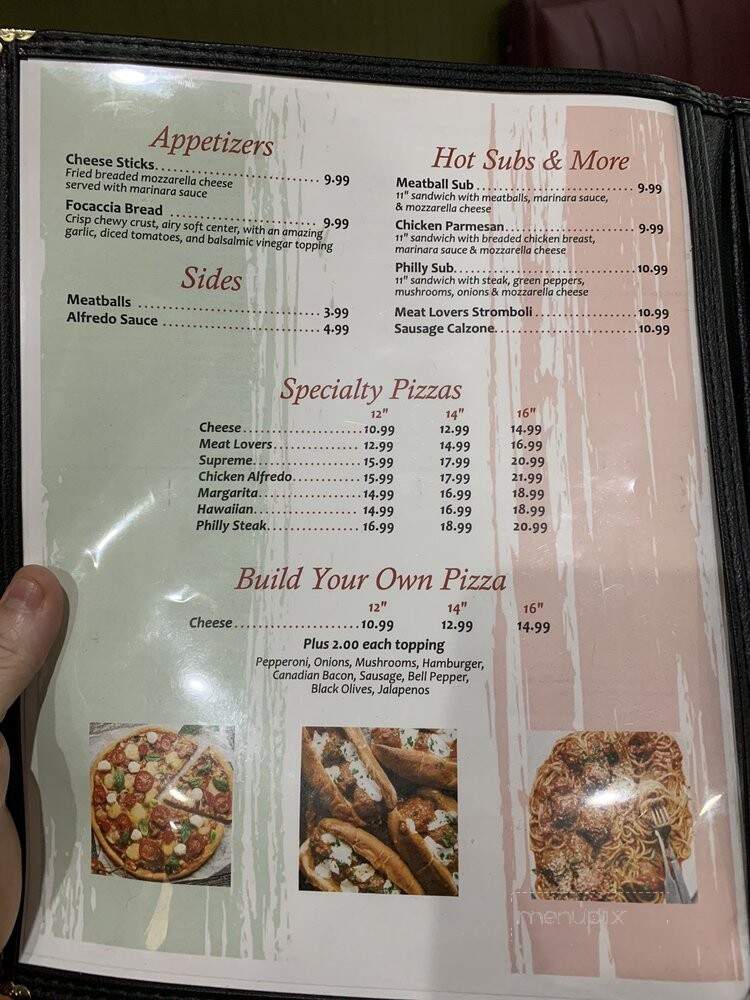 Appetizers
Cheese Sticks........................................ 9.99
Fried breaded mozzarella cheese
served with marinara sauce
Focaccia Bread .................................... 9.99
Crisp chewy crust, airy soft center, with an amazing
garlic, diced tomatoes, and balsalmic vinegar topping
Sides
Meatballs .......................................... 3.99
Alfredo Sauce ................................... 4.99
Hot Subs & More
Meatball Sub.................................. 9.99
11" sandwich with meatballs, marinara sauce,
& mozzarella cheese
Chicken Parmesan............................. 9.99
11" sandwich with breaded chicken breast,
marinara sauce & mozzarella cheese
Philly Sub........................................10.99
11" sandwich with steak, green peppers,
mushrooms, onions & mozzarella cheese
Meat Lovers Stromboli......................10.99
Sausage Calzone...............................10.99
Specialty Pizzas
12" 14" 16"
Cheese.........................10.99 12.99 14.99
Meat Lovers..................12.99 14.99 16.99
Supreme.......................15.99 17.99 20.99
Chicken Alfredo..............15.99 17.99 21.99
Margarita......................14.99 16.99 18.99
Hawaiian.......................14.99 16.99 18.99
Philly Steak....................16.99 18.99 20.99
Build Your Own Pizza
12" 14" 16"
Cheese..........................10.99 12.99 14.99
Plus 2.00 each topping
Pepperoni, Onions, Mushrooms, Hamburger,
Canadian Bacon, Sausage, Bell Pepper,
Black Olives, Jalapenos
menupix